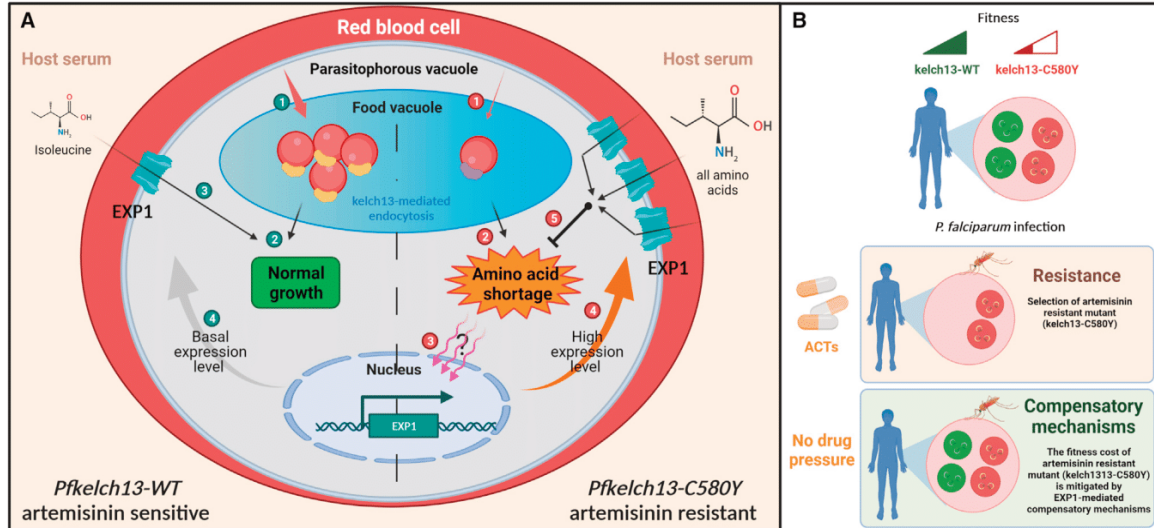 A
Red blood cell
Host serum
Host serum
Parasitophorous vacuole
1
1
Food vacuole
O
OH
NH₂
Isoleucine
O
OH
NH₂
all amino
acids
kelch13-mediated
endocytosis
EXP1
3
2
Normal
growth
5
2
Amino acid
shortage
EXP1
4
Basal
expression
level
3
?
4
High
expression
level
Nucleus
EXP1
Pfkelch13-WT
artemisinin sensitive
Pfkelch13-C580Y
artemisinin resistant
B
Fitness
kelch13-WT
kelch13-C580Y
P. falciparum infection
ACTs
Resistance
Selection of artemisinin
resistant mutant
(kelch13-C580Y)
No drug
pressure
Compensatory
mechanisms
The fitness cost of
artemisinin resistant
mutant (kelch1313-C580Y)
is mitigated by
EXP1-mediated
compensatory mechanisms